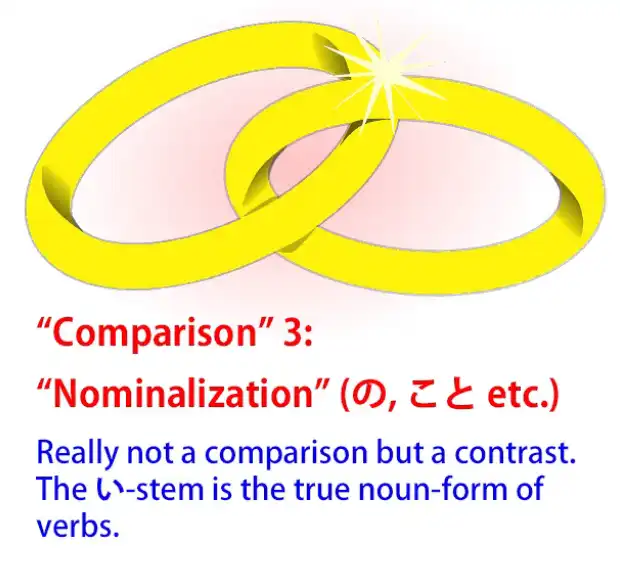 “Comparison” 3:
“Nominalization” (の, こと etc.)
Really not a comparison but a contrast.
The い-stem is the true noun-form of
verbs.